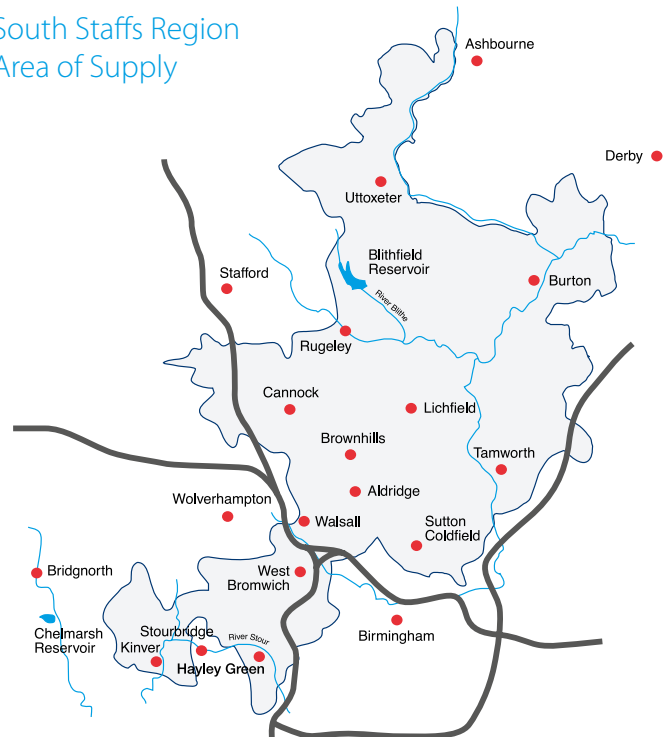 South Staffs Region
Area of Supply
Ashbourne
Derby
Uttoxeter
Blithfield
Reservoir
Stafford
Burton
River Blithe
Rugeley
Cannock
Lichfield
Brownhills
Tamworth
Aldridge
Wolverhampton
Walsall
Sutton
Coldfield
Bridgnorth
West
Bromwich
Chelmarsh
Reservoir
Stourbridge
River Stour
Birmingham
Kinver
Hayley Green